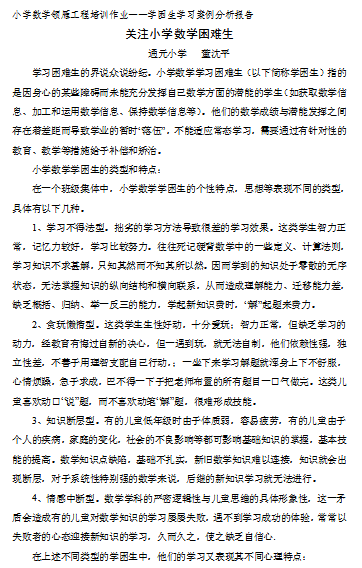 小学数学领雁工程培训作业——学困生学习案例分析报告
关注小学数学困难生
通元小学 董沈平
学习困难生的界说众说纷纭。小学数学学习困难生（以下简称学困生）指的
是因身心的某些障碍而未能充分发挥自已数学方面的潜能的学生（如获取数学信
息、加工和运用数学信息、保持数学信息等）。他们的数学成绩与潜能发挥之间
存在潜差距而导致学业的暂时“落伍”，不能适应常态学习，需要通过有针对性的
教育、教学等措施给予补偿和矫治。
小学数学学困生的类型和特点：
在一个班级集体中，小学数学学困生的个性特点，思想等表现不同的类型，
具体有以下几种。
1、学习不得法型。拙劣的学习方法导致很差的学习效果。这类学生智力正
常，记忆力较好，学习比较努力。往往死记硬背数学中的一些定义、计算法则，
学习知识不求甚解，只知其然而不知其所以然。因而学到的知识处于零散的无序
状态，无法掌握知识的纵向结构和横向联系，从而造成理解能力、迁移能力差，
缺乏概括、归纳、举一反三的能力，学起新知识费时，‘解’起题来费力。
2、贪玩懒惰型。这类学生生性好动，十分爱玩；智力正常，但缺乏学习的
动力，经教育有悔过自新的决心，但一遇到玩，就无法自制，他们依赖性强，独
立性差，不善于用理智支配自已行动，；一坐下来学习解题就浑身上下不舒服，
心情烦躁，急于求成，巴不得一下子把老师布置的所有题目一口气做完。这类儿
童喜欢动口‘说’题，而不喜欢动笔‘解’题，很难形成技能。
3、知识断层型。有的儿童低年级时由于体质弱，容易疲劳，有的儿童由于
个人的疾病，家庭的变化，社会的不良影响等都可影响基础知识的掌握，基本技
能的提高。数学知识点缺陷，基础不扎实，新旧数学知识难以连接，知识就会出
现断层，对于系统性特别强的数学来说，后继的新知识学习就无法进行。
4、情感中断型。数学学科的严密逻辑性与儿童思维的具体形象性，这一矛
盾会造成有的儿童对数学知识的学习屡屡失败，遇不到学习成功的体验，常常以
失败者的心态迎接新知识的学习，久而久之，使之缺乏自信心.
在上述不同类型的学困生中，他们的学习又表现其不同心理特点：